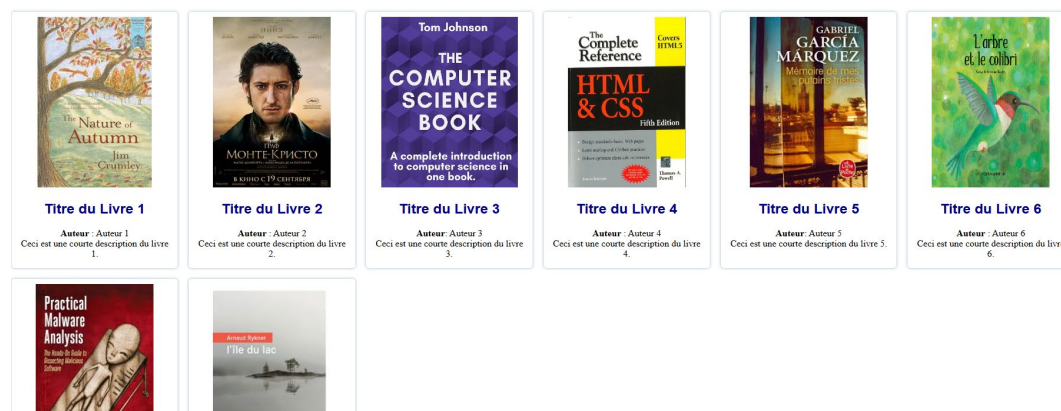 The Nature of
Autumn
Jim
Crumley
ГРАФ
МОНТЕ-КРИСТО
В КИНО С 19 СЕНТЯБРЯ
Tom Johnson
THE
COMPUTER
SCIENCE
BOOK
A complete introduction
to computer science in
one book.
The
Complete
Reference
Covers
HTML5
HTML
& CSS
Fifth Edition
Thomas A.
Powell
GABRIEL
GARCÍA
MÁRQUEZ
Mémoire de mes
putains tristes
L'arbre
et le colibri
Titre du Livre 1
Auteur : Auteur 1
Ceci est une courte description du livre
1.
Titre du Livre 2
Auteur : Auteur 2
Ceci est une courte description du livre
2.
Titre du Livre 3
Auteur: Auteur 3
Ceci est une courte description du livre
3.
Titre du Livre 4
Auteur: Auteur 4
Ceci est une courte description du livre
4.
Titre du Livre 5
Auteur: Auteur 5
Ceci est une courte description du livre 5.
Titre du Livre 6
Auteur : Auteur 6
Ceci est une courte description du livre
6.
Practical
Malware
Analysis
The Hands-On Guide to
Dissecting Malicious
Software
Arnaud Rykner
l'île du lac